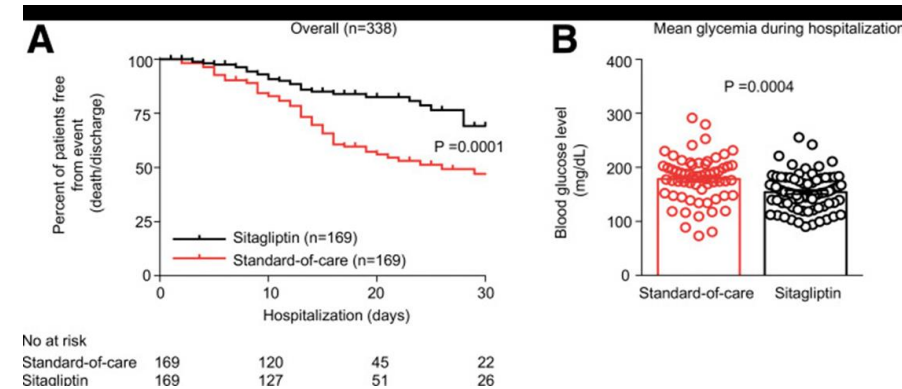 A
Overall (n=338)
Percent of patients free
from event
(death/discharge)
100
75
50
25
0
P =0.0001
Sitagliptin (n=169)
Standard-of-care (n=169)
0 10 20 30
Hospitalization (days)
No at risk
Standard-of-care 169 120 45 22
Sitagliptin 169 127 51 26
B
Mean glycemia during hospitalization
Blood glucose level
(mg/dL)
400
300
200
100
0
P =0.0004
Standard-of-care Sitagliptin